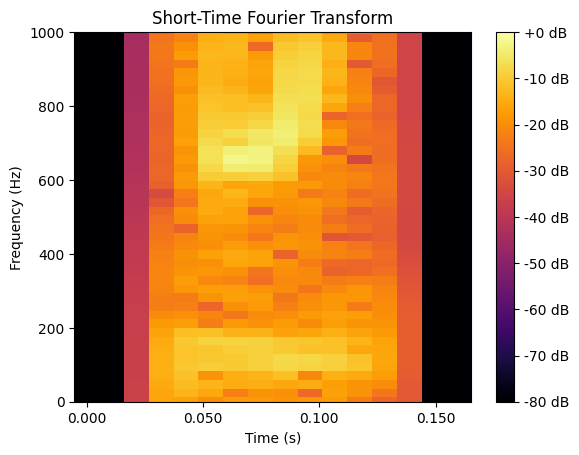 Short-Time Fourier Transform
1000
800
600
400
200
0
Frequency (Hz)
0.000
0.050
0.100
0.150
Time (s)
+0 dB
-10 dB
-20 dB
-30 dB
-40 dB
-50 dB
-60 dB
-70 dB
-80 dB